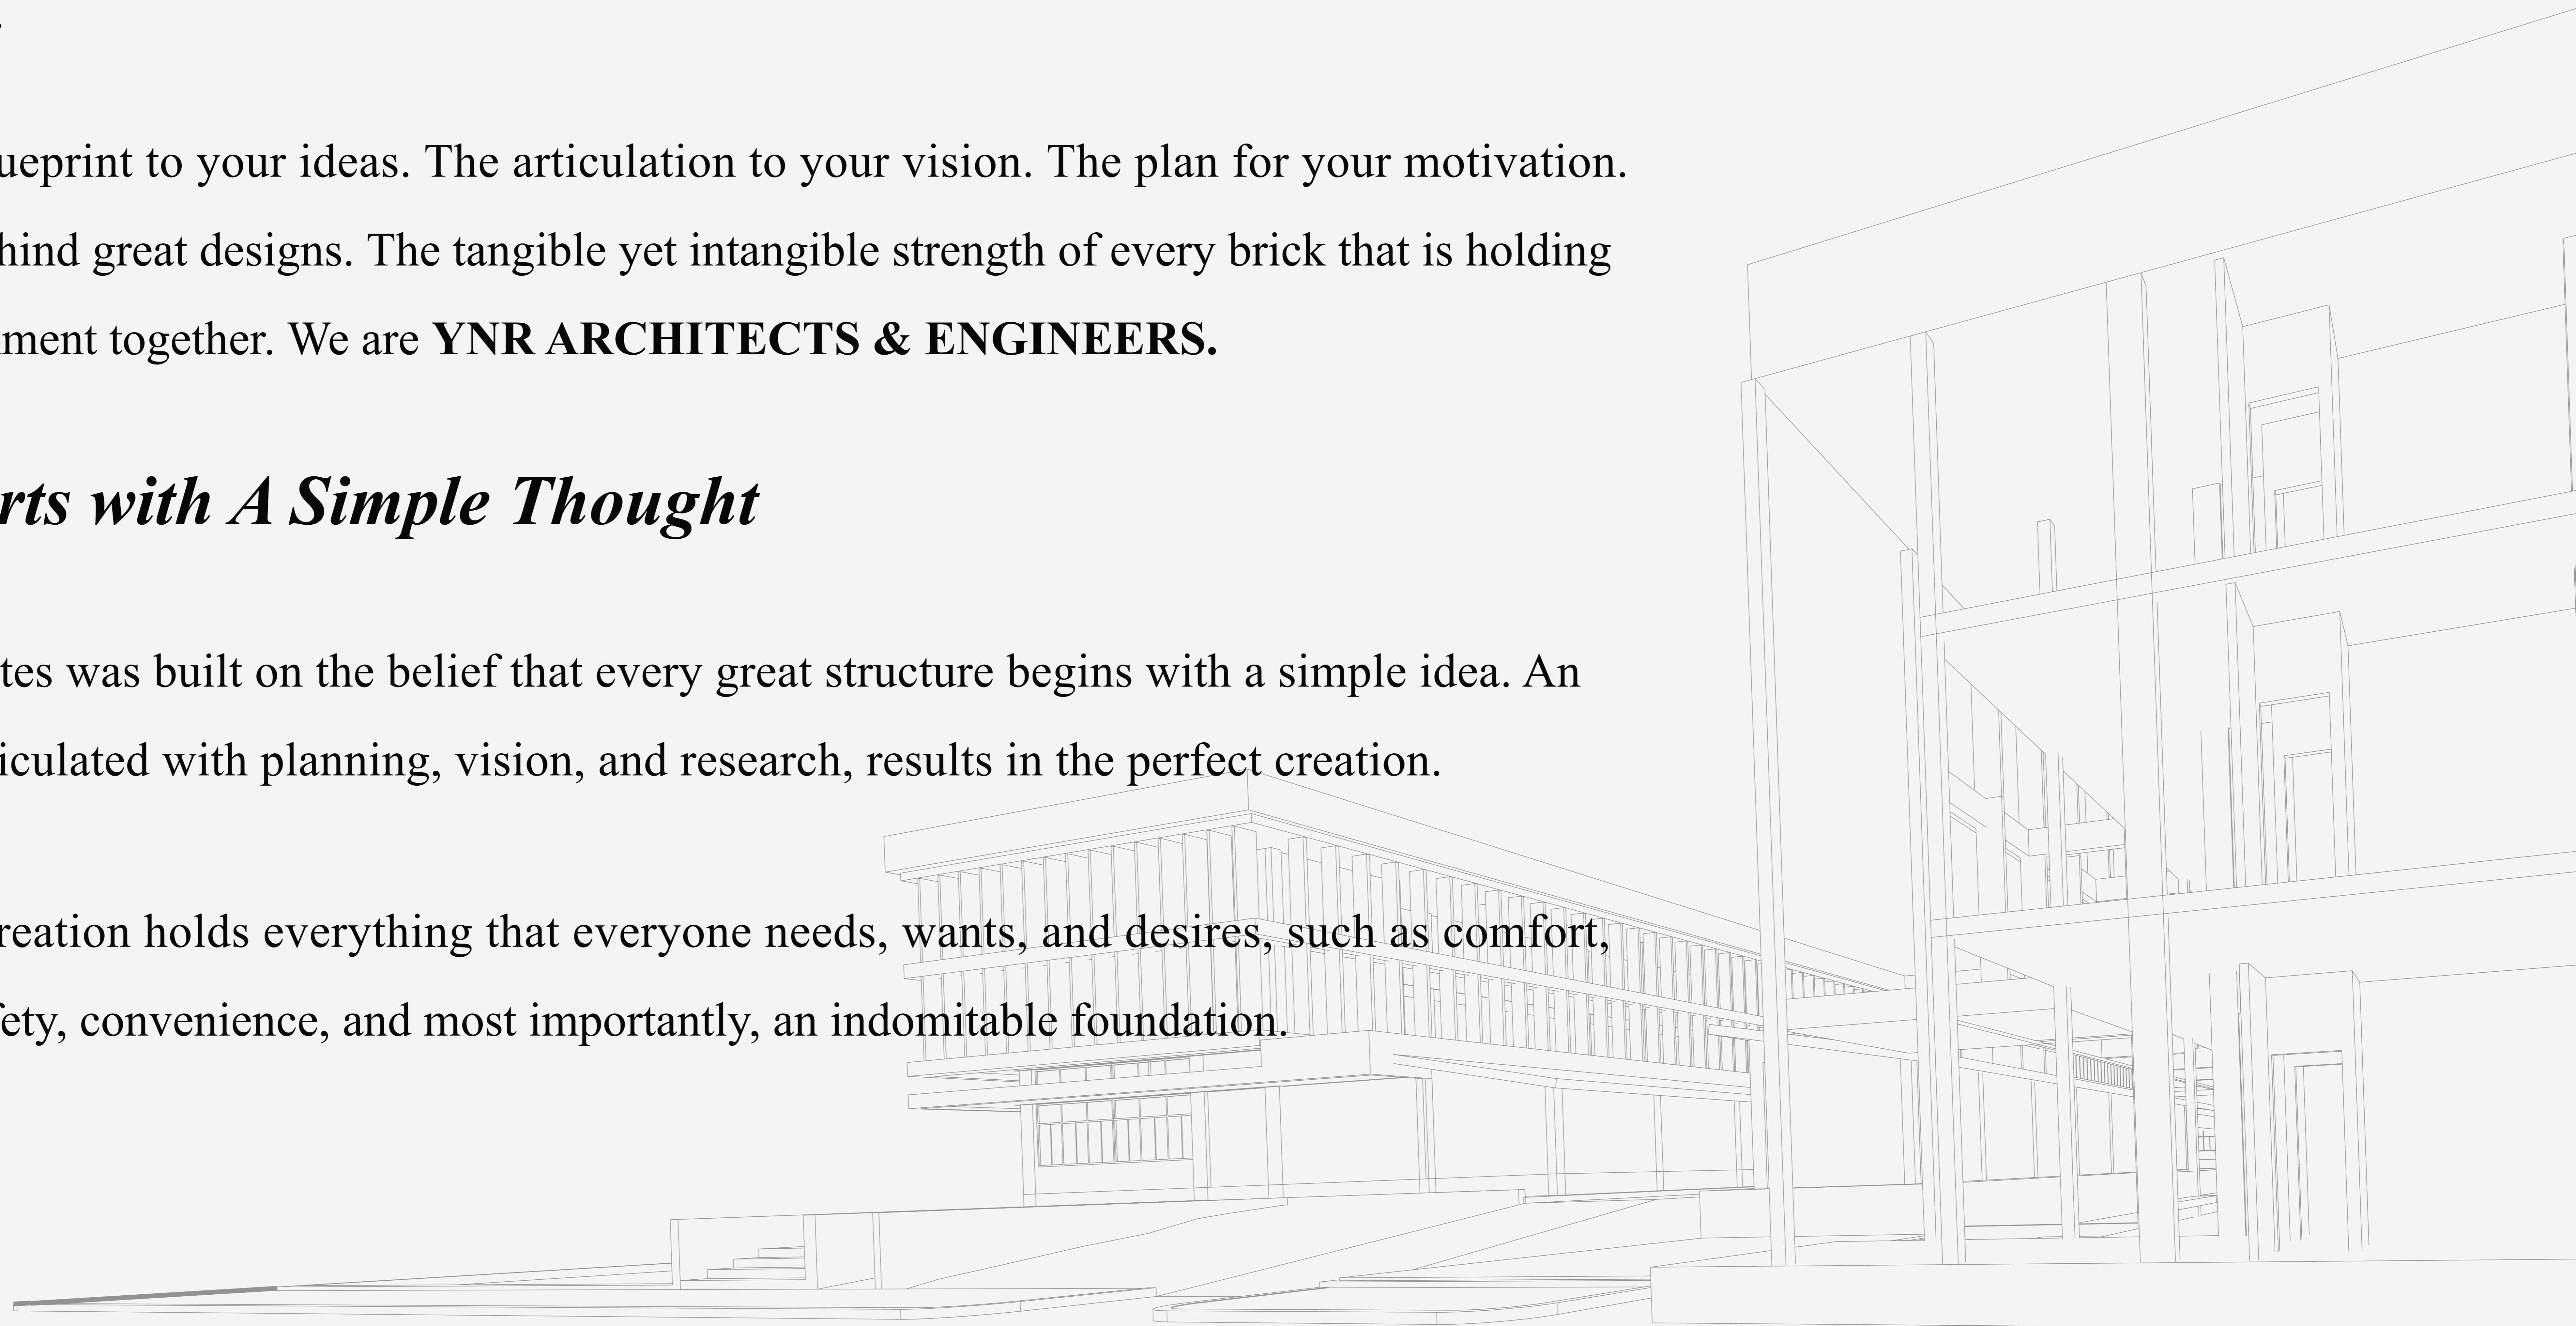 ueprint to your ideas. The articulation to your vision. The plan for your motivation.
hind great designs. The tangible yet intangible strength of every brick that is holding
ment together. We are YNR ARCHITECTS & ENGINEERS.
rts with A Simple Thought
tes was built on the belief that every great structure begins with a simple idea. An
iculated with planning, vision, and research, results in the perfect creation.
reation holds everything that everyone needs, wants, and desires, such as comfort,
ety, convenience, and most importantly, an indomitable foundation.